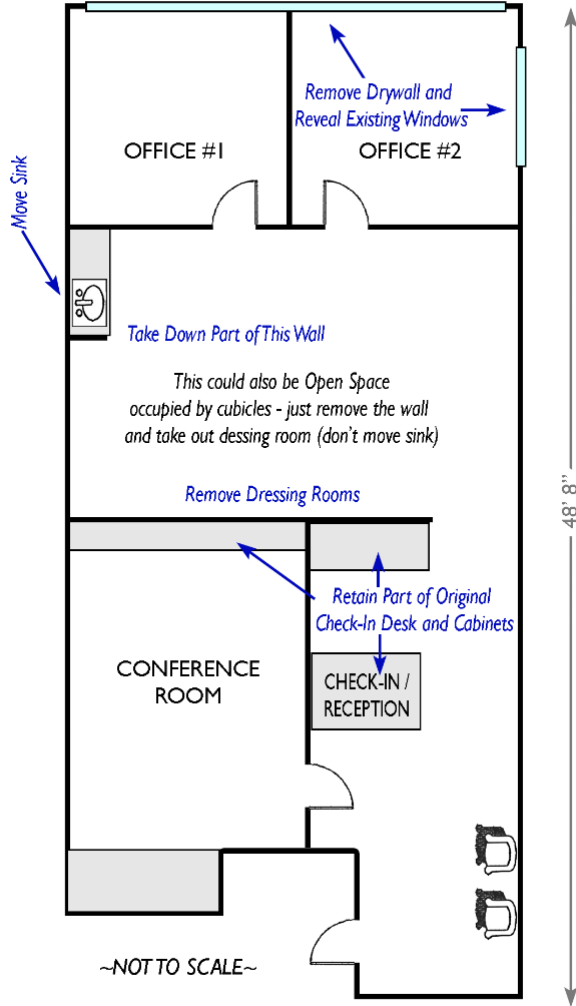 Remove Drywall and
Reveal Existing Windows
OFFICE #1
OFFICE #2
Move Sink
Take Down Part of This Wall
This could also be Open Space
occupied by cubicles - just remove the wall
and take out dessing room (don't move sink)
48' 8"
Remove Dressing Rooms
Retain Part of Original
Check-In Desk and Cabinets
CONFERENCE
ROOM
CHECK-IN /
RECEPTION
~NOT TO SCALE~